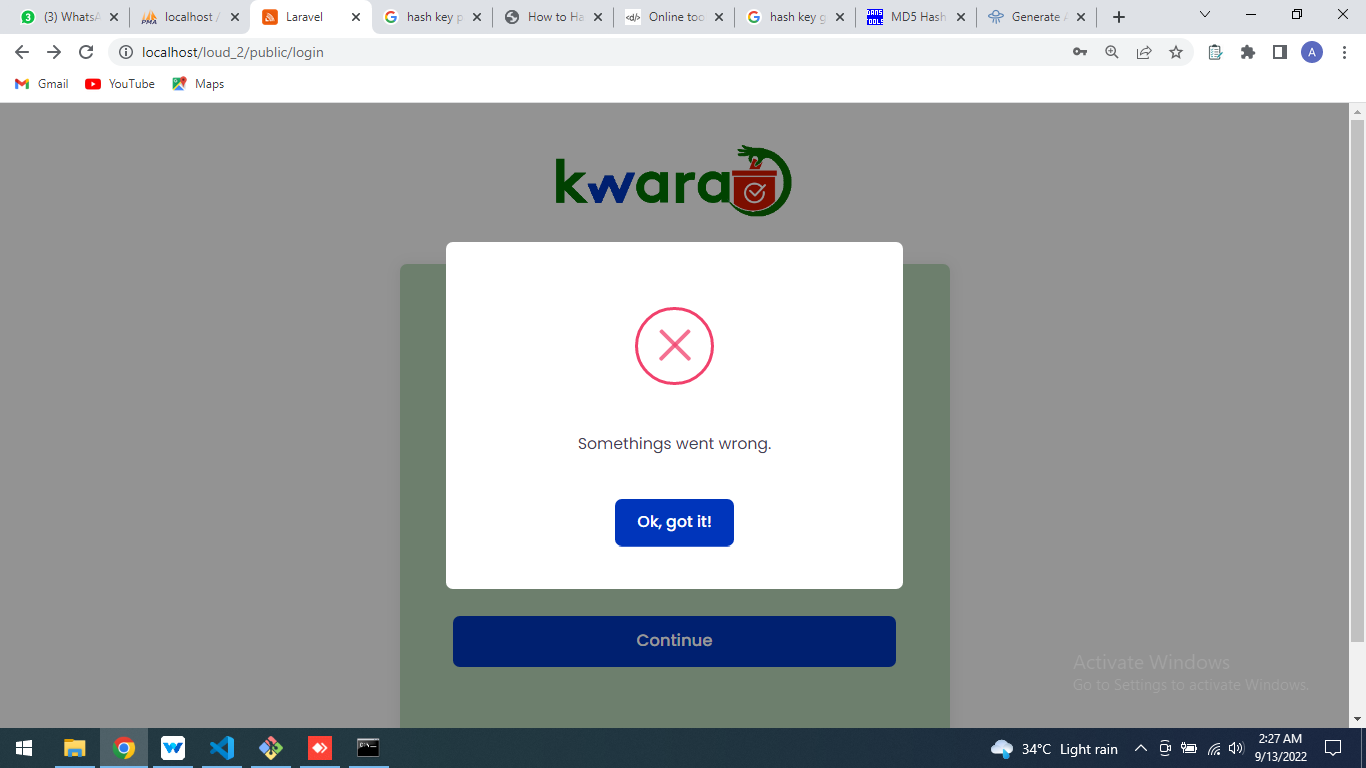 (3) WhatsA
localhost /
Laravel
hash key p
How to Ha
Online too
hash key g
MD5 Hash
Generate A
localhost/loud_2/public/login
A
Gmail
YouTube
Maps
kwara
Somethings went wrong.
Ok, got it!
Continue
Activate Windows
Go to Settings to activate Windows.
34°C Light rain
2:27 AM
9/13/2022